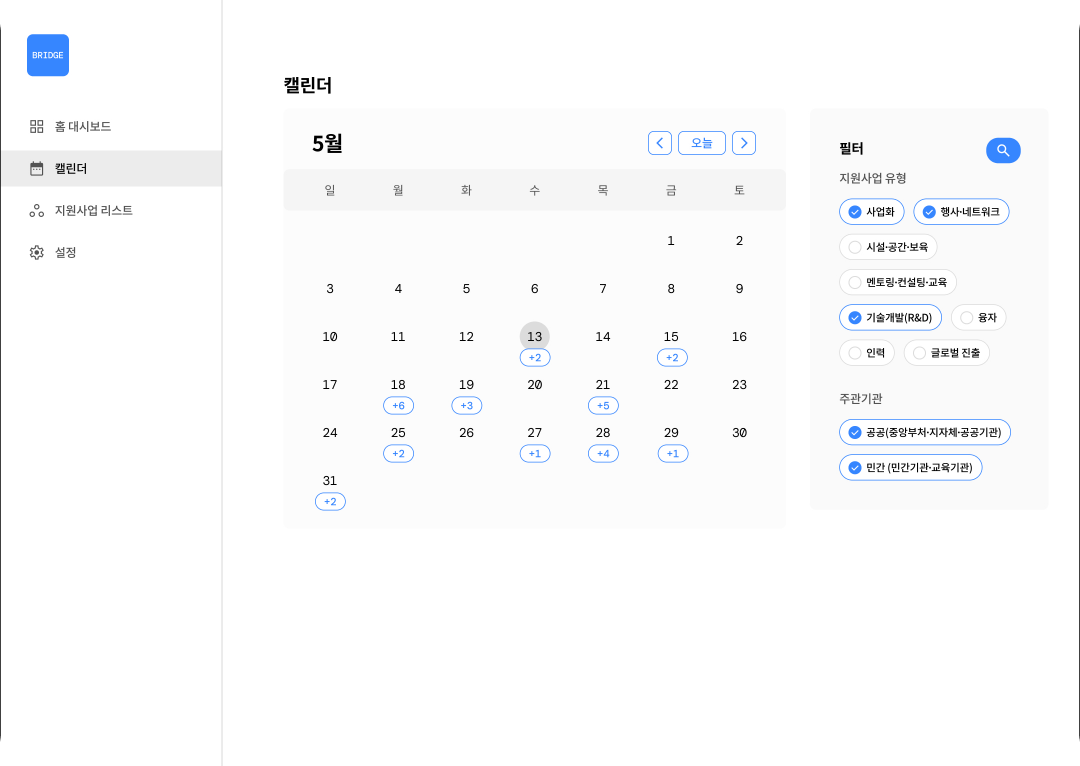 BRIDGE
홈 대시보드
캘린더
지원사업 리스트
설정
캘린더
5월
오늘
일 월 화 수 목 금 토
1 2
3 4 5 6 7 8 9
10 11 12 13 14 15 16
+2 +2
17 18 19 20 21 22 23
+6 +3 +5
24 25 26 27 28 29 30
+2 +1 +4 +1
31
+2
필터
지원사업 유형
사업화 행사·네트워크
시설·공간·보육
멘토링·컨설팅·교육
기술개발(R&D) 융자
인력 글로벌 진출
주관기관
공공(중앙부처·지자체·공공기관)
민간 (민간기관·교육기관)